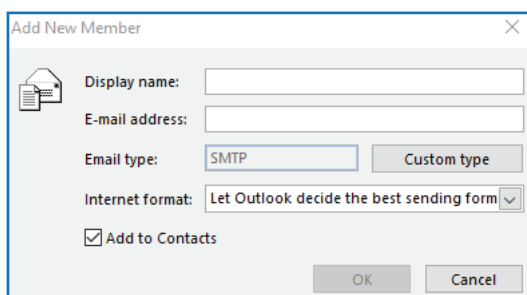 Add New Member
Display name:
E-mail address:
Email type: SMTP Custom type
Internet format: Let Outlook decide the best sending form
Add to Contacts
OK Cancel